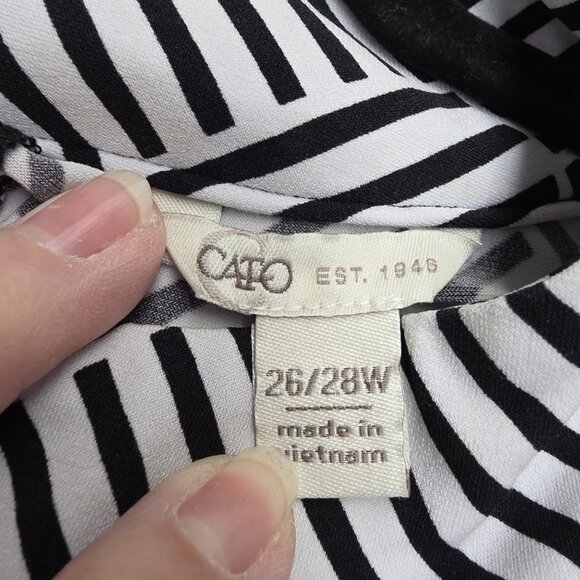 CATO EST. 1946
26/28W
made in
vietnam